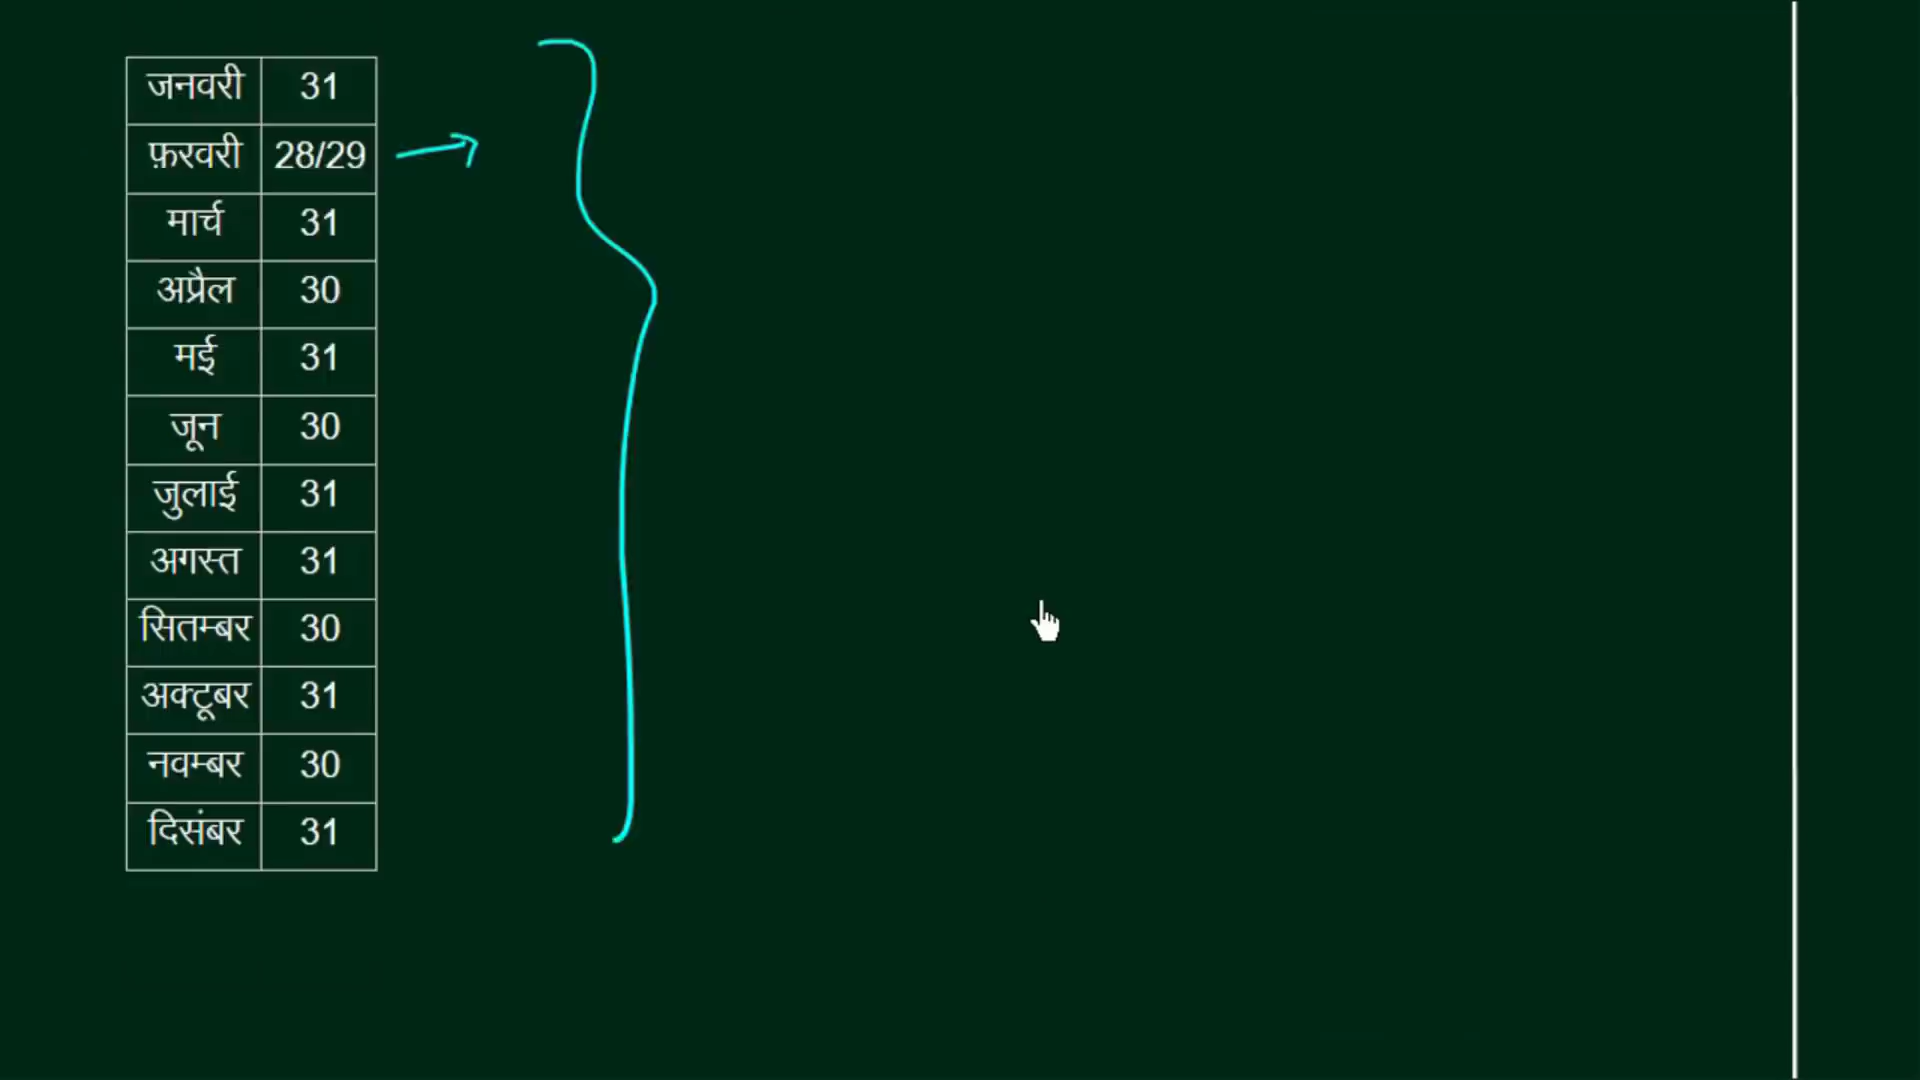 जनवरी 31
फ़रवरी 28/29
मार्च 31
अप्रैल 30
मई 31
जून 30
जुलाई 31
अगस्त 31
सितम्बर 30
अक्टूबर 31
नवम्बर 30
दिसंबर 31